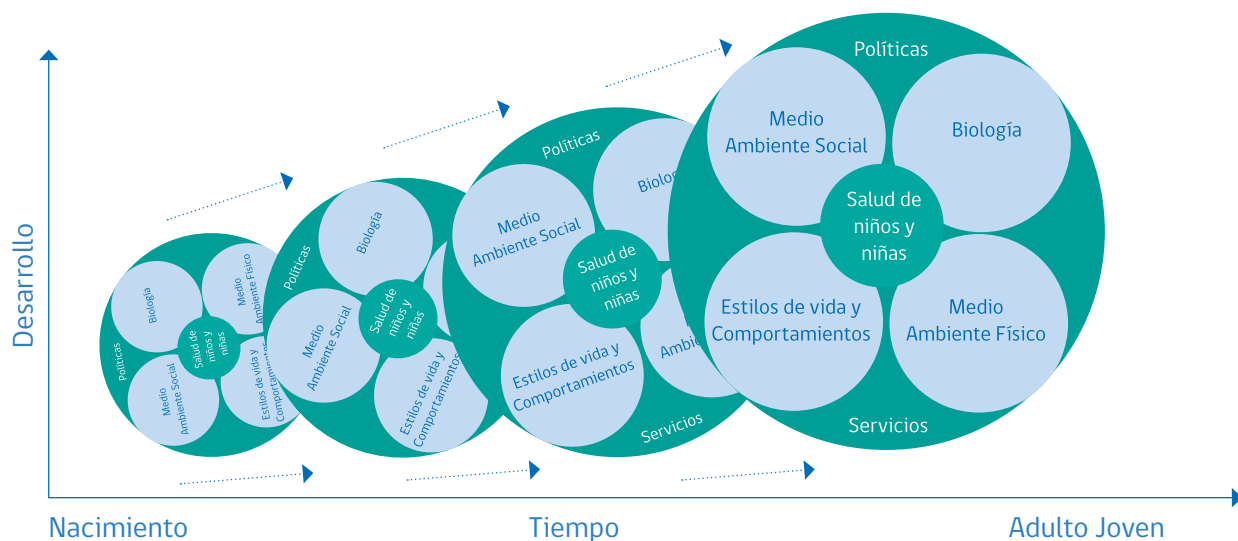 Desarrollo
Políticas
Biología
Medio
Ambiente Físico
Salud de
niños y
niñas
Medio
Ambiente Social
Estilos de vida y
Comportamientos
Políticas
Biología
Salud de
niños y
niñas
Medio
Ambiente Social
Estilos de vida y
Comportamientos
Políticas
Medio
Ambiente Social
Salud de
niños y
niñas
Estilos de vida y
Comportamientos
Servicios
Políticas
Medio
Ambiente Social
Biología
Salud de
niños y
niñas
Estilos de vida y
Comportamientos
Medio
Ambiente Físico
Servicios
Nacimiento
Tiempo
Adulto Joven